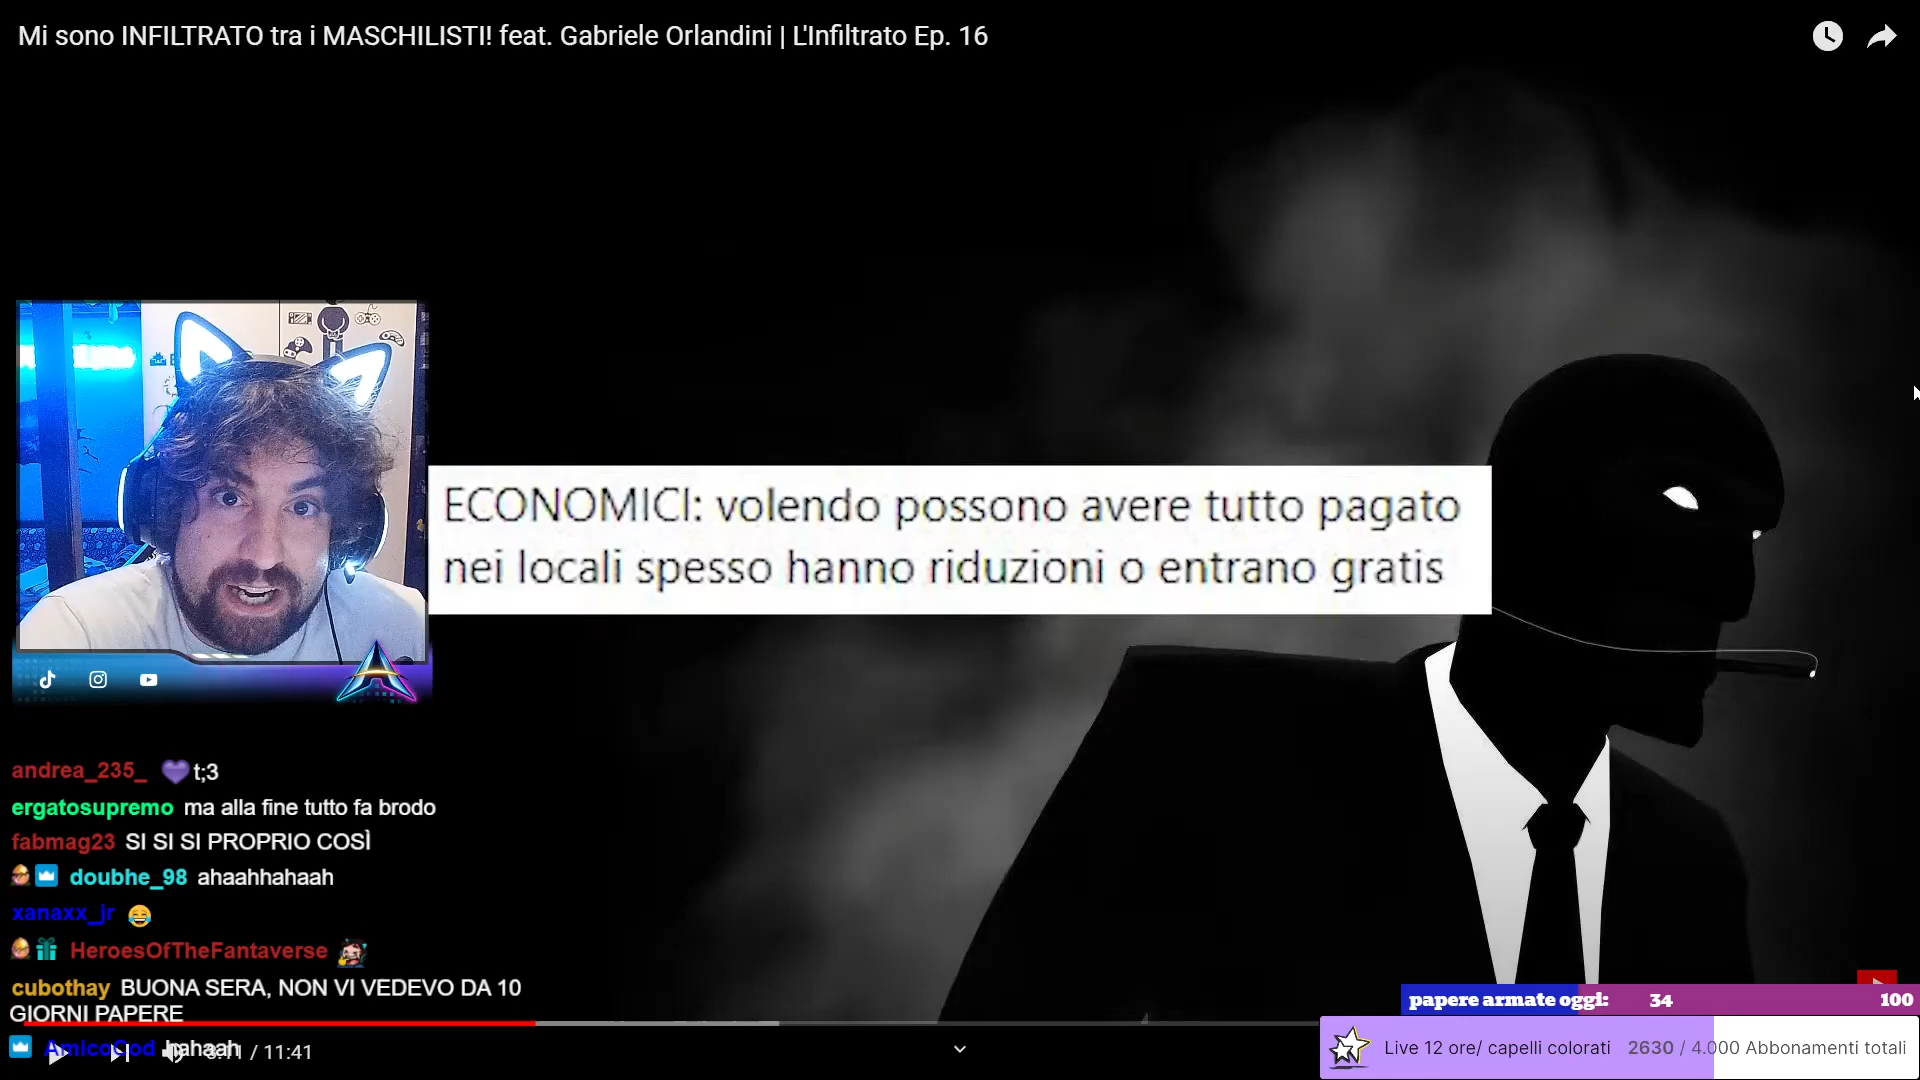 Mi sono INFILTRATO tra i MASCHILISTI! feat. Gabriele Orlandini | L'Infiltrato Ep. 16
ECONOMICI: volendo possono avere tutto pagato
nei locali spesso hanno riduzioni o entrano gratis
andrea_235_ 💜t;3
ergatosupremo ma alla fine tutto fa brodo
fabmag23 SI SI SI PROPRIO COSÌ
doubhe_98 ahaahhahaah
xanaxx_jr 😂
HeroesOfTheFantaverse
cubothay BUONA SERA, NON VI VEDEVO DA 10
GIORNI PAPERE
AmicoGod hahaah
/ 11:41
papere armate oggi: 34 100
Live 12 ore/ capelli colorati 2630 / 4.000 Abbonamenti totali